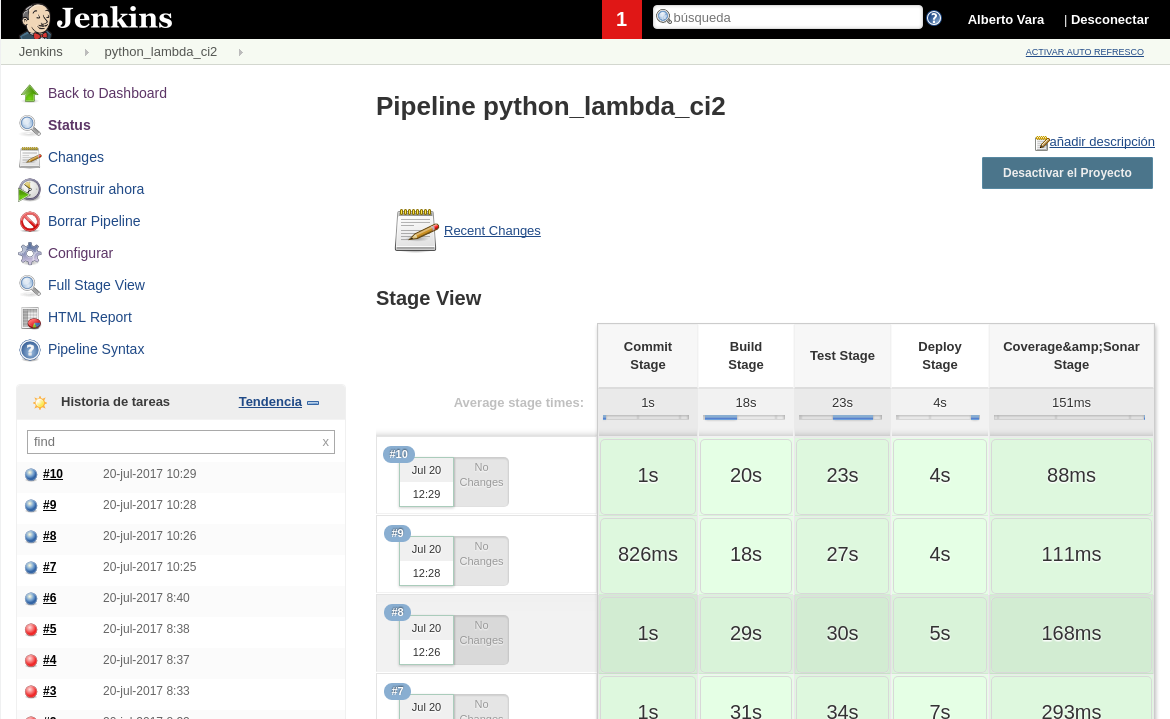 Jenkins
1
búsqueda
Alberto Vara
| Desconectar
Jenkins
python_lambda_ci2
ACTIVAR AUTO REFRESCO
Back to Dashboard
Status
Changes
Construir ahora
Borrar Pipeline
Configurar
Full Stage View
HTML Report
Pipeline Syntax
Historia de tareas
Tendencia
find
x
#10 20-jul-2017 10:29
#9 20-jul-2017 10:28
#8 20-jul-2017 10:26
#7 20-jul-2017 10:25
#6 20-jul-2017 8:40
#5 20-jul-2017 8:38
#4 20-jul-2017 8:37
#3 20-jul-2017 8:33
Pipeline python_lambda_ci2
añadir descripción
Desactivar el Proyecto
Recent Changes
Stage View
Commit
Stage
Build
Stage
Test Stage
Deploy
Stage
Coverage&amp;Sonar
Stage
Average stage times:
1s 18s 23s 4s 151ms
#10
Jul 20
12:29
No
Changes
1s 20s 23s 4s 88ms
#9
Jul 20
12:28
No
Changes
826ms 18s 27s 4s 111ms
#8
Jul 20
12:26
No
Changes
1s 29s 30s 5s 168ms
#7
Jul 20
No
Changes
1s 31s 34s 7s 293ms